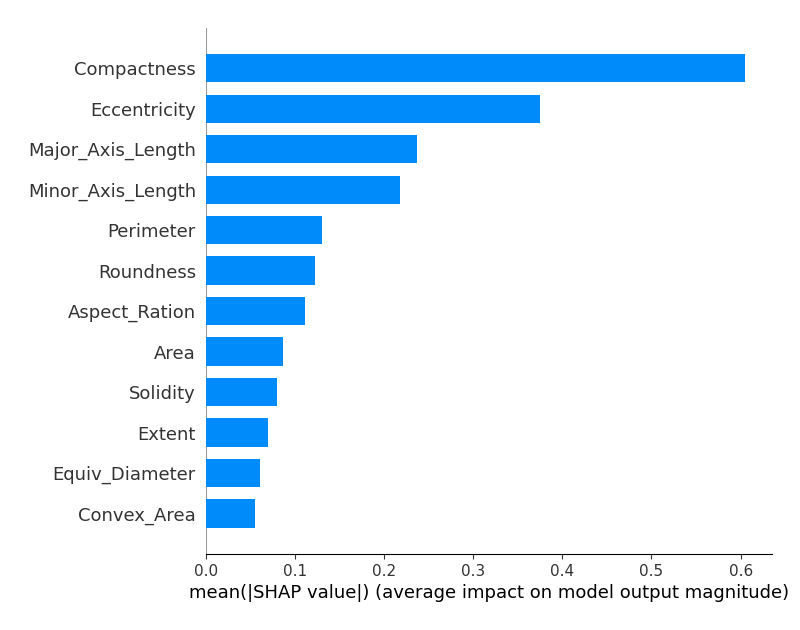 Compactness
Eccentricity
Major_Axis_Length
Minor_Axis_Length
Perimeter
Roundness
Aspect_Ration
Area
Solidity
Extent
Equiv_Diameter
Convex_Area
0.0 0.1 0.2 0.3 0.4 0.5 0.6
mean(|SHAP value|) (average impact on model output magnitude)